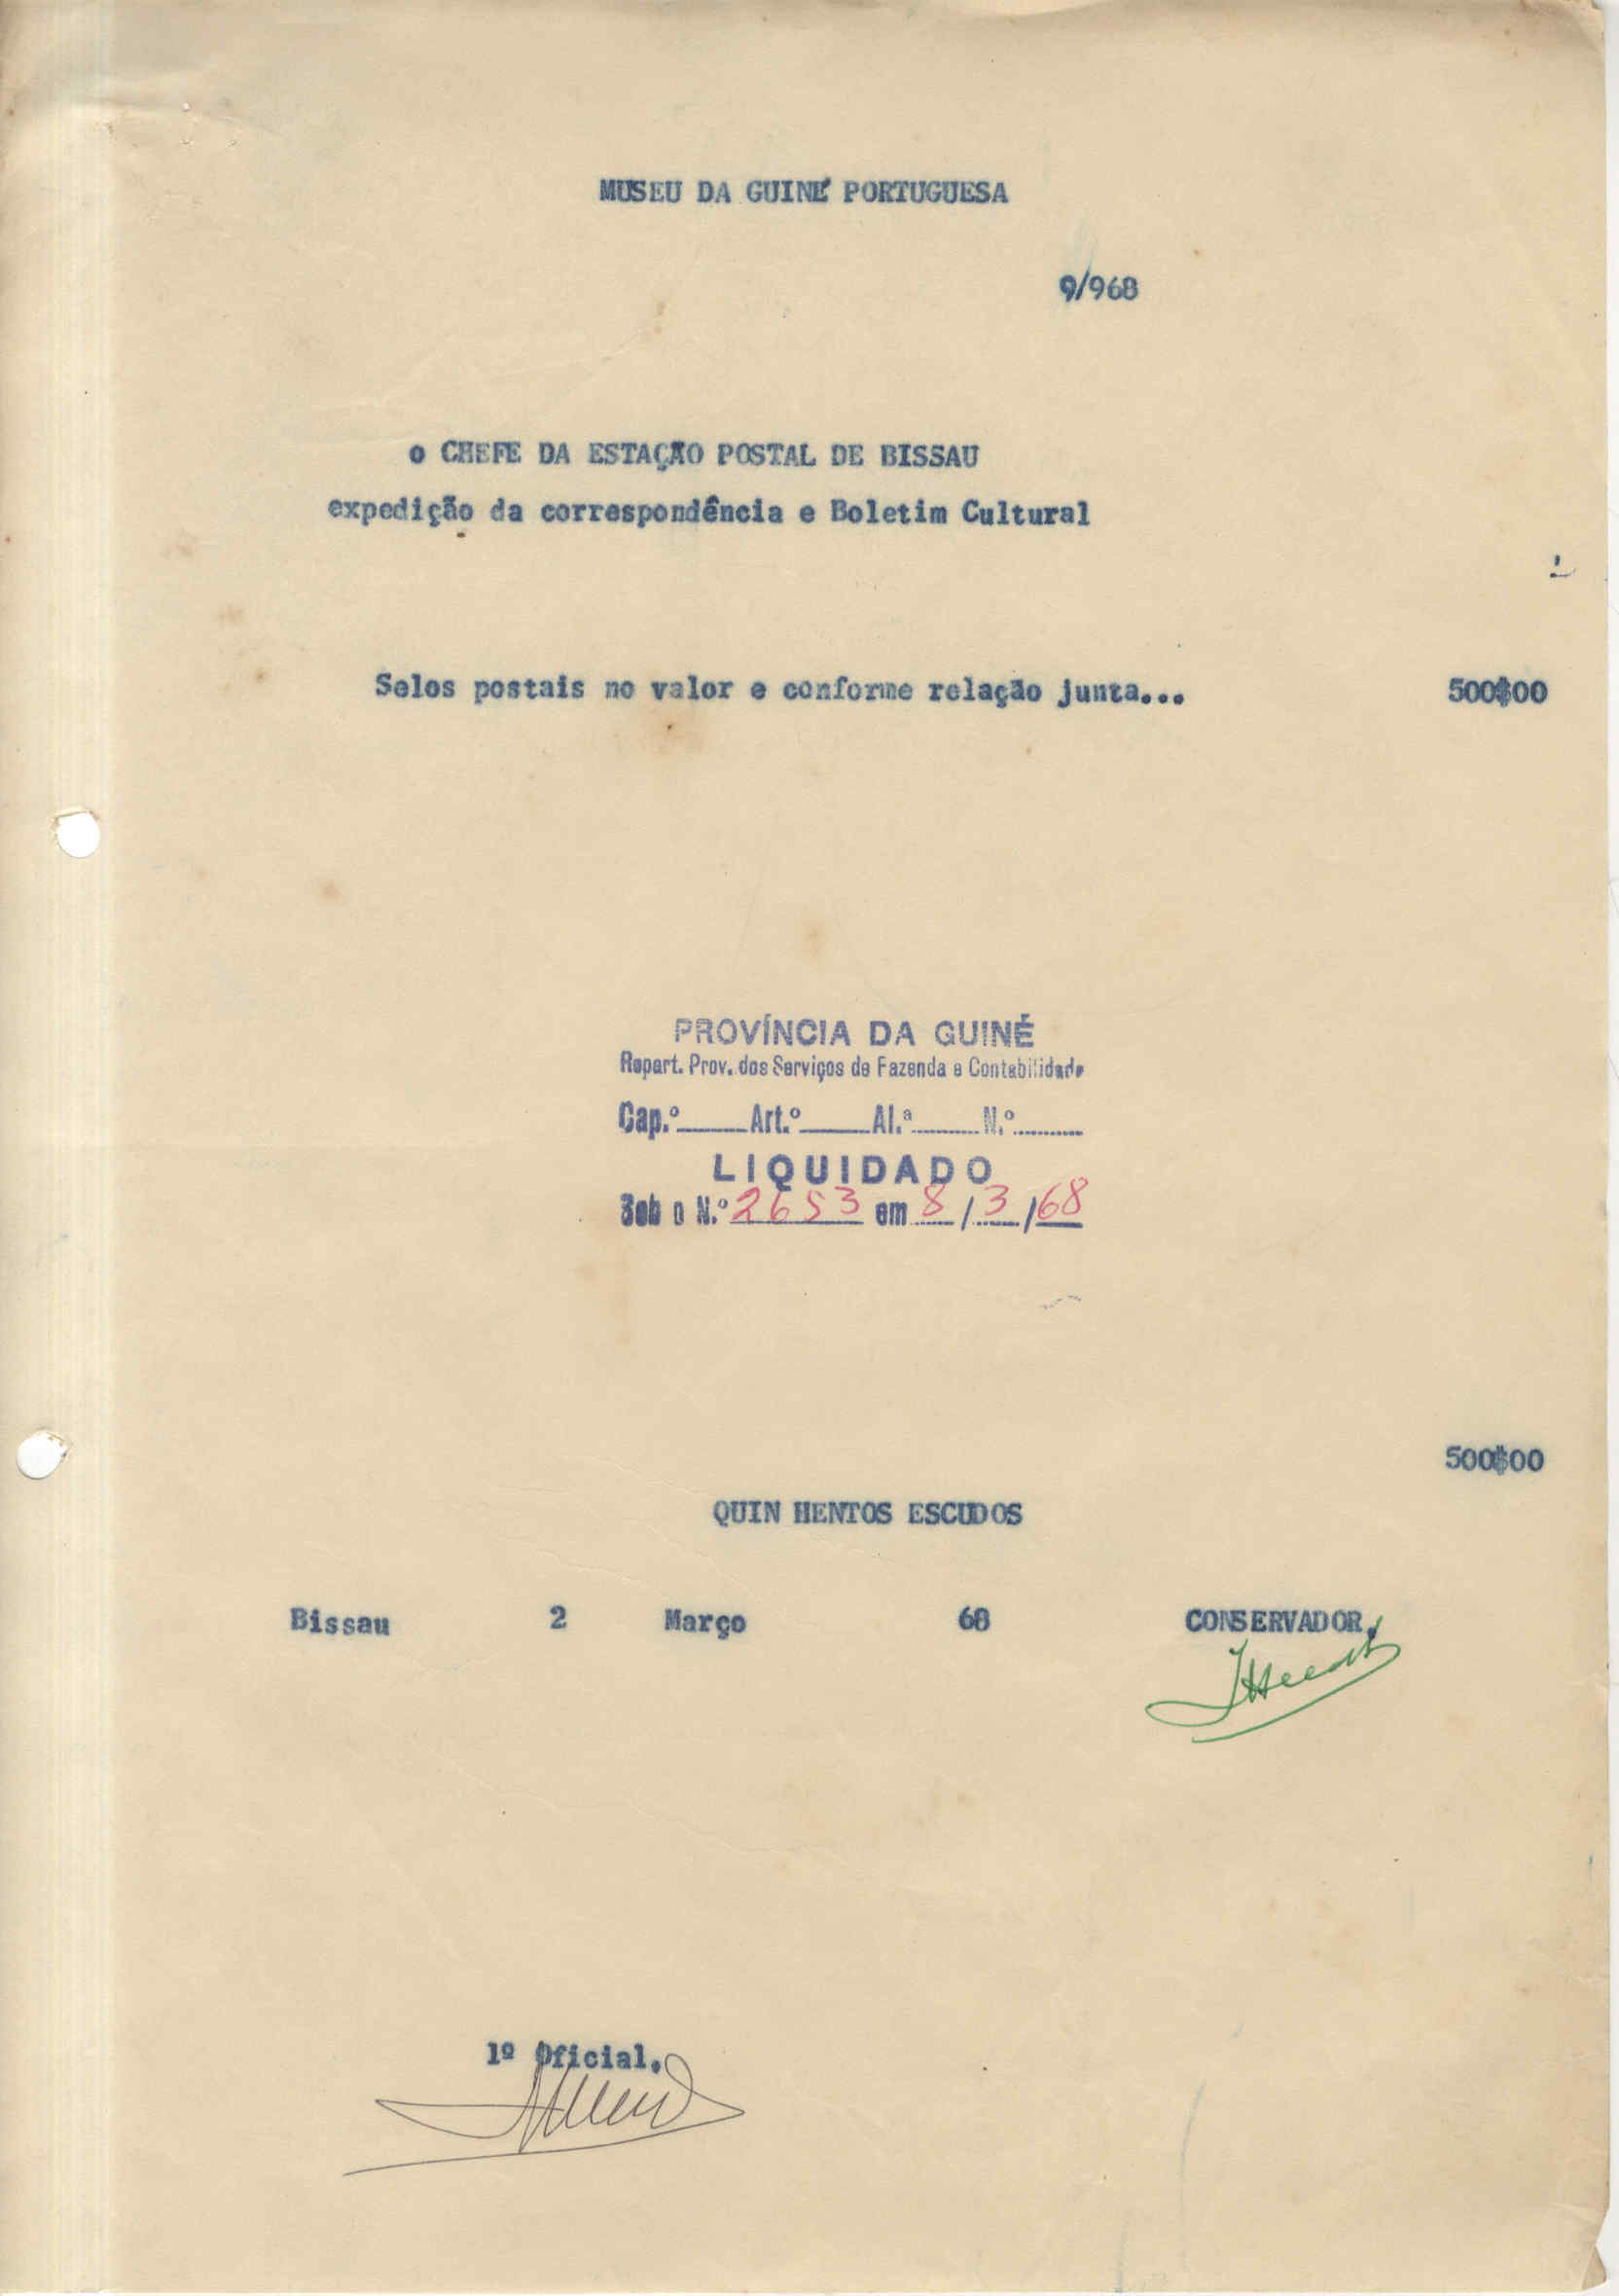 MUSEU DA GUINÉ PORTUGUESA
9/968
o CHEFE DA ESTAÇÃO POSTAL DE BISSAU
expedição da correspondência e Boletim Cultural
Selos postais no valor e conforme relação junta... 500$00
PROVÍNCIA DA GUINÉ
Repart. Prov. dos Serviços de Fazenda e Contabilidade
Cap.º Art.º Al.ª N.º
LIQUIDADO
Sob o N.º 2653 em 8/3/68
500$00
QUIN HENTOS ESCUDOS
Bissau 2 Março 68 CONSERVADOR,
1º Oficial,